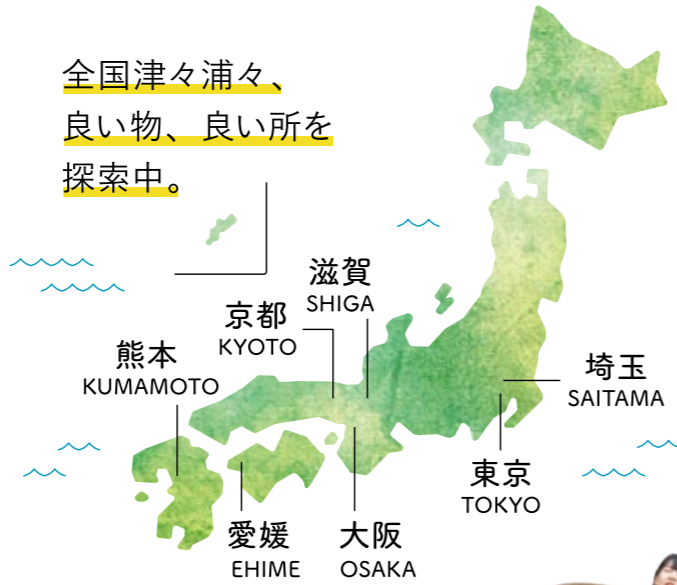 全国津々浦々、
良い物、良い所を
探索中。
滋賀
SHIGA
京都
KYOTO
熊本
KUMAMOTO
埼玉
SAITAMA
東京
TOKYO
愛媛
EHIME
大阪
OSAKA